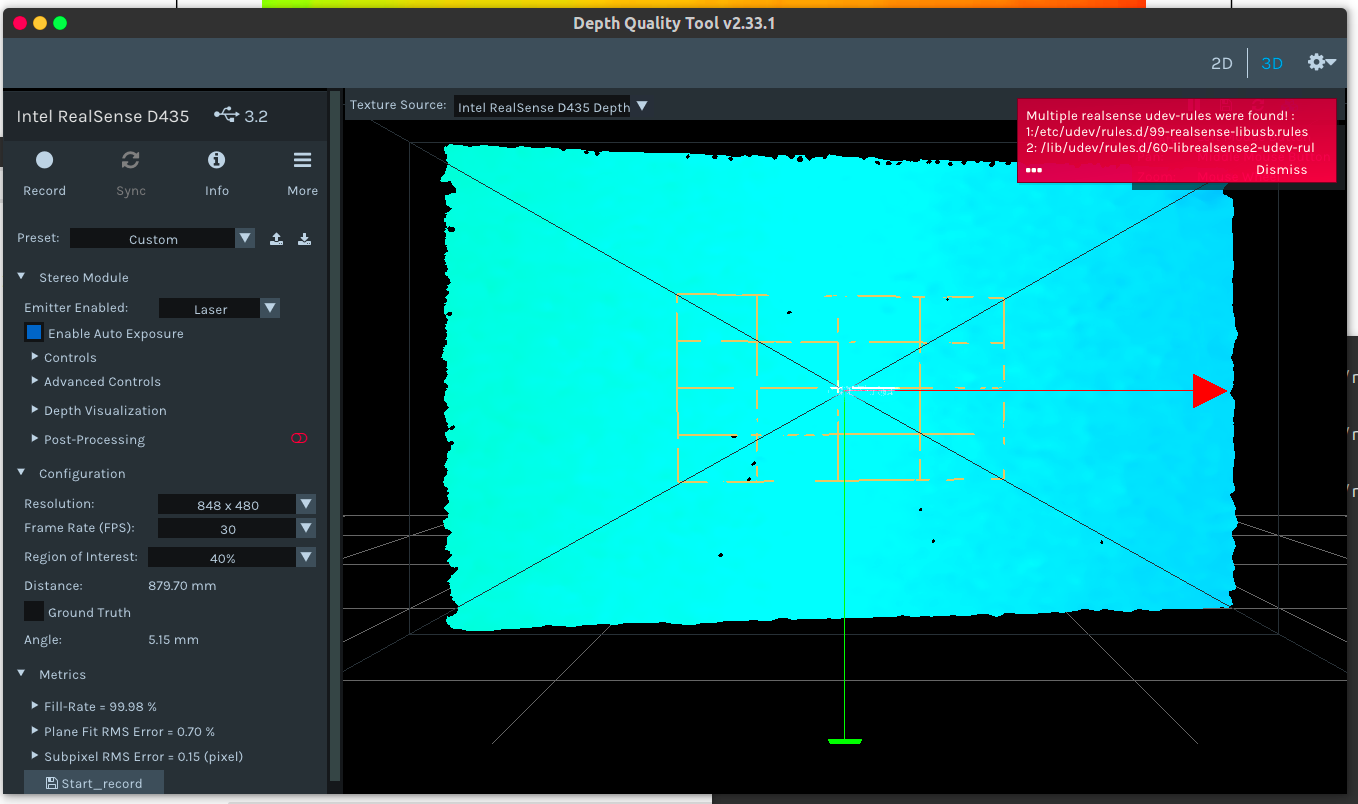 Depth Quality Tool v2.33.1
2D
3D
Intel RealSense D435
3.2
Record
Sync
Info
More
Preset:
Custom
Stereo Module
Emitter Enabled:
Laser
Enable Auto Exposure
Controls
Advanced Controls
Depth Visualization
Post-Processing
Configuration
Resolution:
848 x 480
Frame Rate (FPS):
30
Region of Interest:
40%
Distance:
879.70 mm
Ground Truth
Angle:
5.15 mm
Metrics
Fill-Rate = 99.98 %
Plane Fit RMS Error = 0.70 %
Subpixel RMS Error = 0.15 (pixel)
Start_record
Texture Source:
Intel RealSense D435 Depth
Multiple realsense udev-rules were found! :
1:/etc/udev/rules.d/99-realsense-libusb.rules
2: /lib/udev/rules.d/60-librealsense2-udev-rul
Dismiss